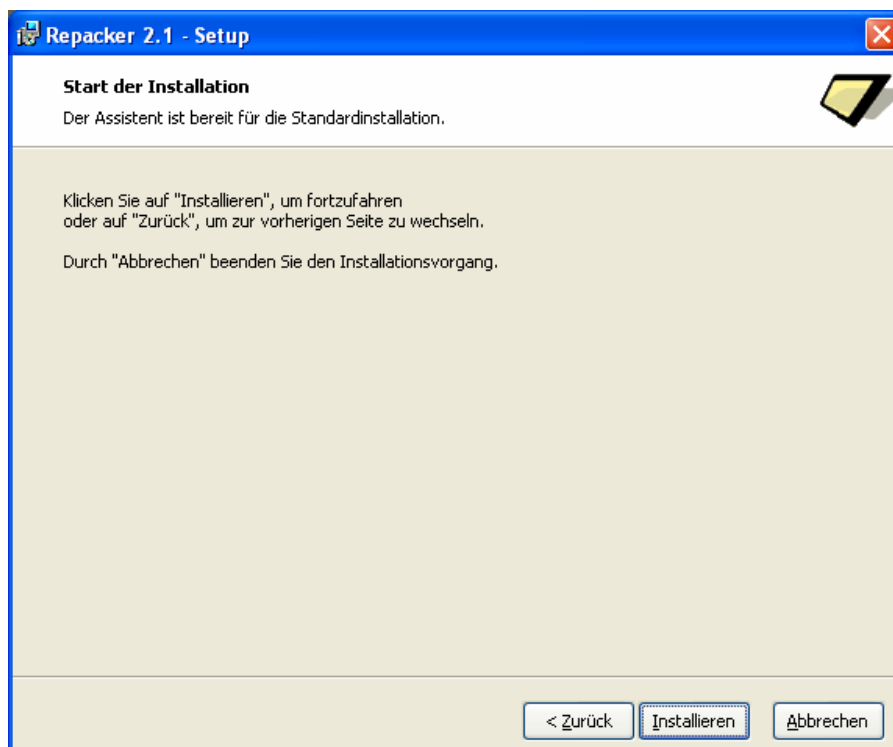 Repacker 2.1 - Setup
Start der Installation
Der Assistent ist bereit für die Standardinstallation.
Klicken Sie auf "Installieren", um fortzufahren
oder auf "Zurück", um zur vorherigen Seite zu wechseln.
Durch "Abbrechen" beenden Sie den Installationsvorgang.
< Zurück Installieren Abbrechen